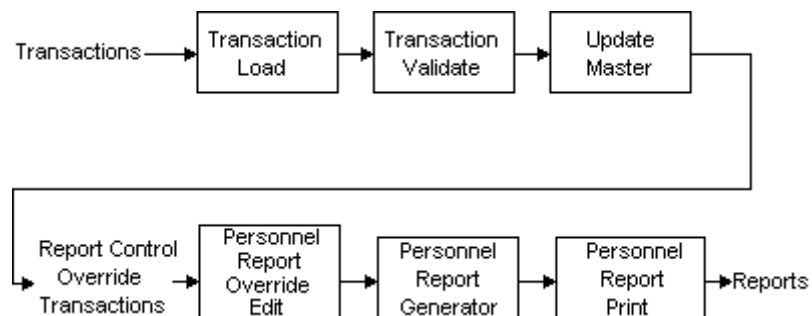 Transactions
Transaction
Load
Transaction
Validate
Update
Master
Report Control
Override
Transactions
Personnel
Report
Override
Edit
Personnel
Report
Generator
Personnel
Report
Print
Reports